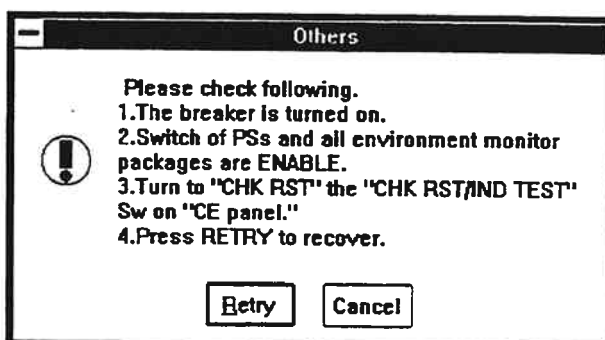 Others
Please check following.
1.The breaker is turned on.
2.Switch of PSs and all environment monitor
packages are ENABLE.
3.Turn to "CHK RST" the "CHK RST/IND TEST"
Sw on "CE panel."
4.Press RETRY to recover.
Retry Cancel